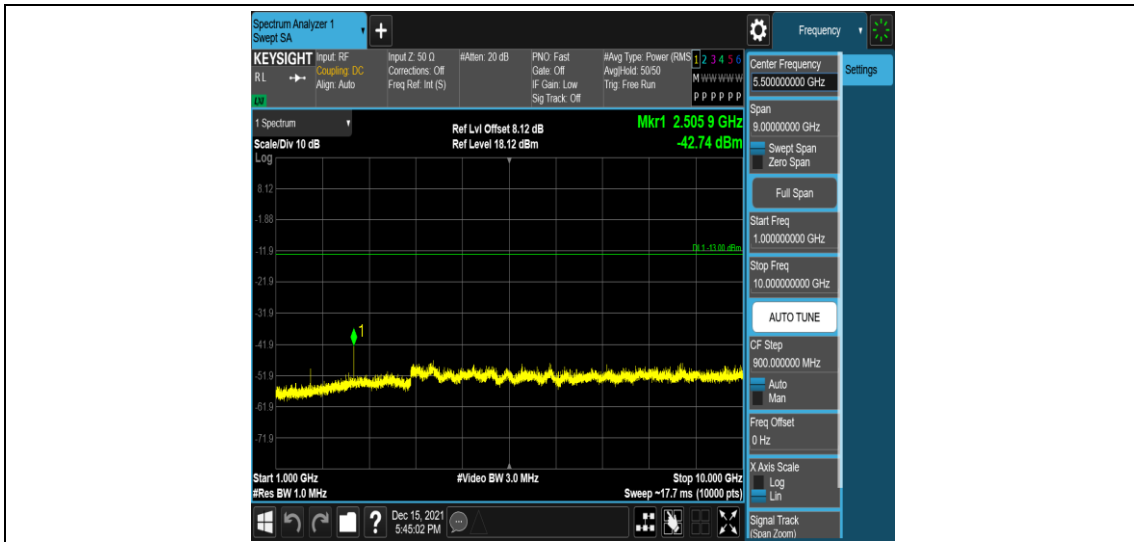 Spectrum Analyzer 1
Swept SA
+
Frequency
KEYSIGHT
RL
LXI
Input: RF
Coupling: DC
Align: Auto
Input Z: 50 Ω
Corrections: Off
Freq Ref: Int (S)
#Atten: 20 dB
PNO: Fast
Gate: Off
IF Gain: Low
Sig Track: Off
#Avg Type: Power (RMS
Avg|Hold: 50/50
Trig: Free Run
1 2 3 4 5 6
M W W W W W
P P P P P P
1 Spectrum
Scale/Div 10 dB
Log
Ref Lvl Offset 8.12 dB
Ref Level 18.12 dBm
Mkr1 2.505 9 GHz
-42.74 dBm
8.12
-1.88
-11.9
DL1 -13.00 dBm
-21.9
-31.9
1
-41.9
-51.9
-61.9
-71.9
Start 1.000 GHz
#Res BW 1.0 MHz
#Video BW 3.0 MHz
Stop 10.000 GHz
Sweep ~17.7 ms (10000 pts)
?
Dec 15, 2021
5:45:02 PM
Center Frequency
5.500000000 GHz
Settings
Span
9.00000000 GHz
Swept Span
Zero Span
Full Span
Start Freq
1.000000000 GHz
Stop Freq
10.000000000 GHz
AUTO TUNE
CF Step
900.000000 MHz
Auto
Man
Freq Offset
0 Hz
X Axis Scale
Log
Lin
Signal Track
(Span Zoom)